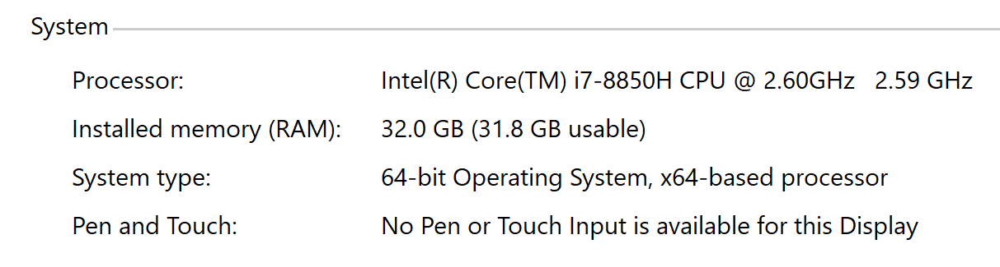 System
Processor: Intel(R) Core(TM) i7-8850H CPU @ 2.60GHz 2.59 GHz
Installed memory (RAM): 32.0 GB (31.8 GB usable)
System type: 64-bit Operating System, x64-based processor
Pen and Touch: No Pen or Touch Input is available for this Display